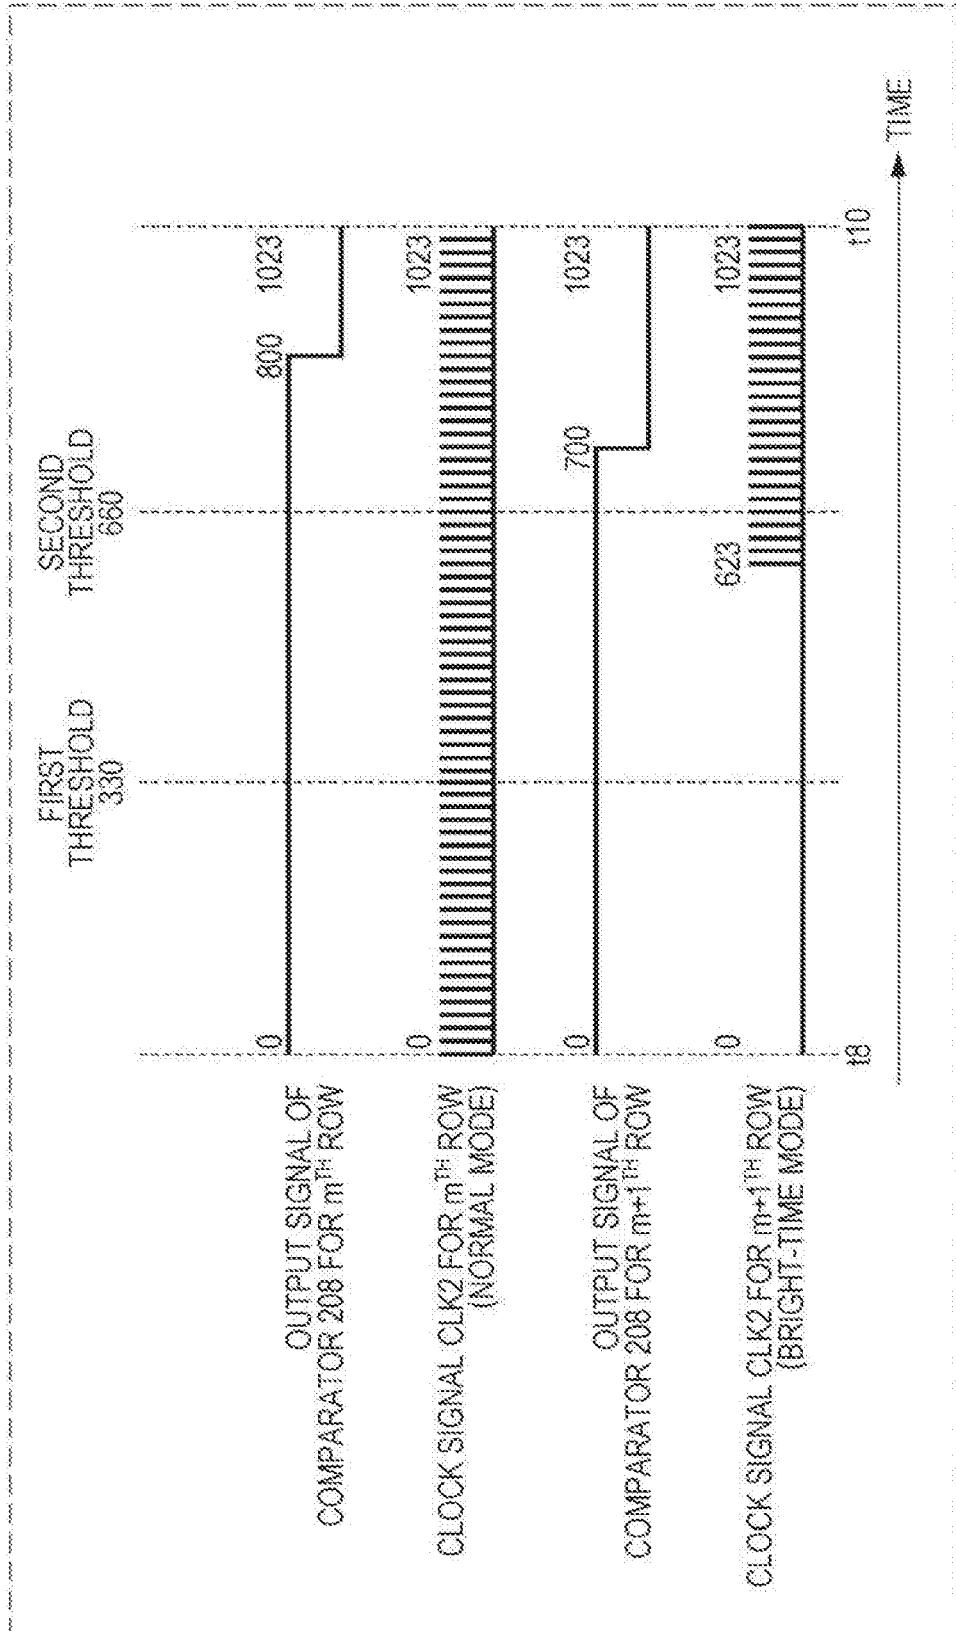 FIRST
THRESHOLD
330
SECOND
THRESHOLD
660
OUTPUT SIGNAL OF
COMPARATOR 208 FOR mTH ROW
0
800
1023
CLOCK SIGNAL CLK2 FOR mTH ROW
(NORMAL MODE)
0
1023
OUTPUT SIGNAL OF
COMPARATOR 208 FOR m+1TH ROW
0
700
1023
CLOCK SIGNAL CLK2 FOR m+1TH ROW
(BRIGHT-TIME MODE)
0
623
1023
t8
t10
TIME